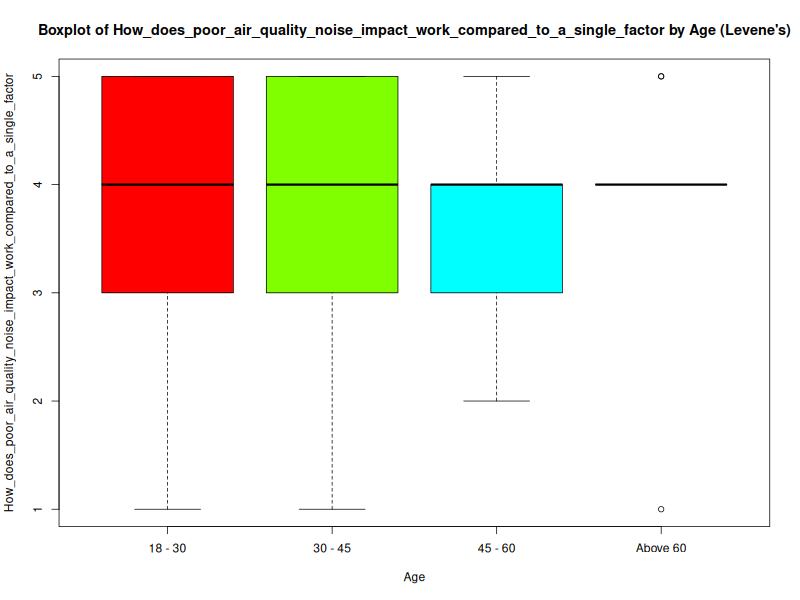 Boxplot of How_does_poor_air_quality_noise_impact_work_compared_to_a_single_factor by Age (Levene's)
How_does_poor_air_quality_noise_impact_work_compared_to_a_single_factor
5
4
3
2
1
18 - 30
30 - 45
45 - 60
Above 60
Age